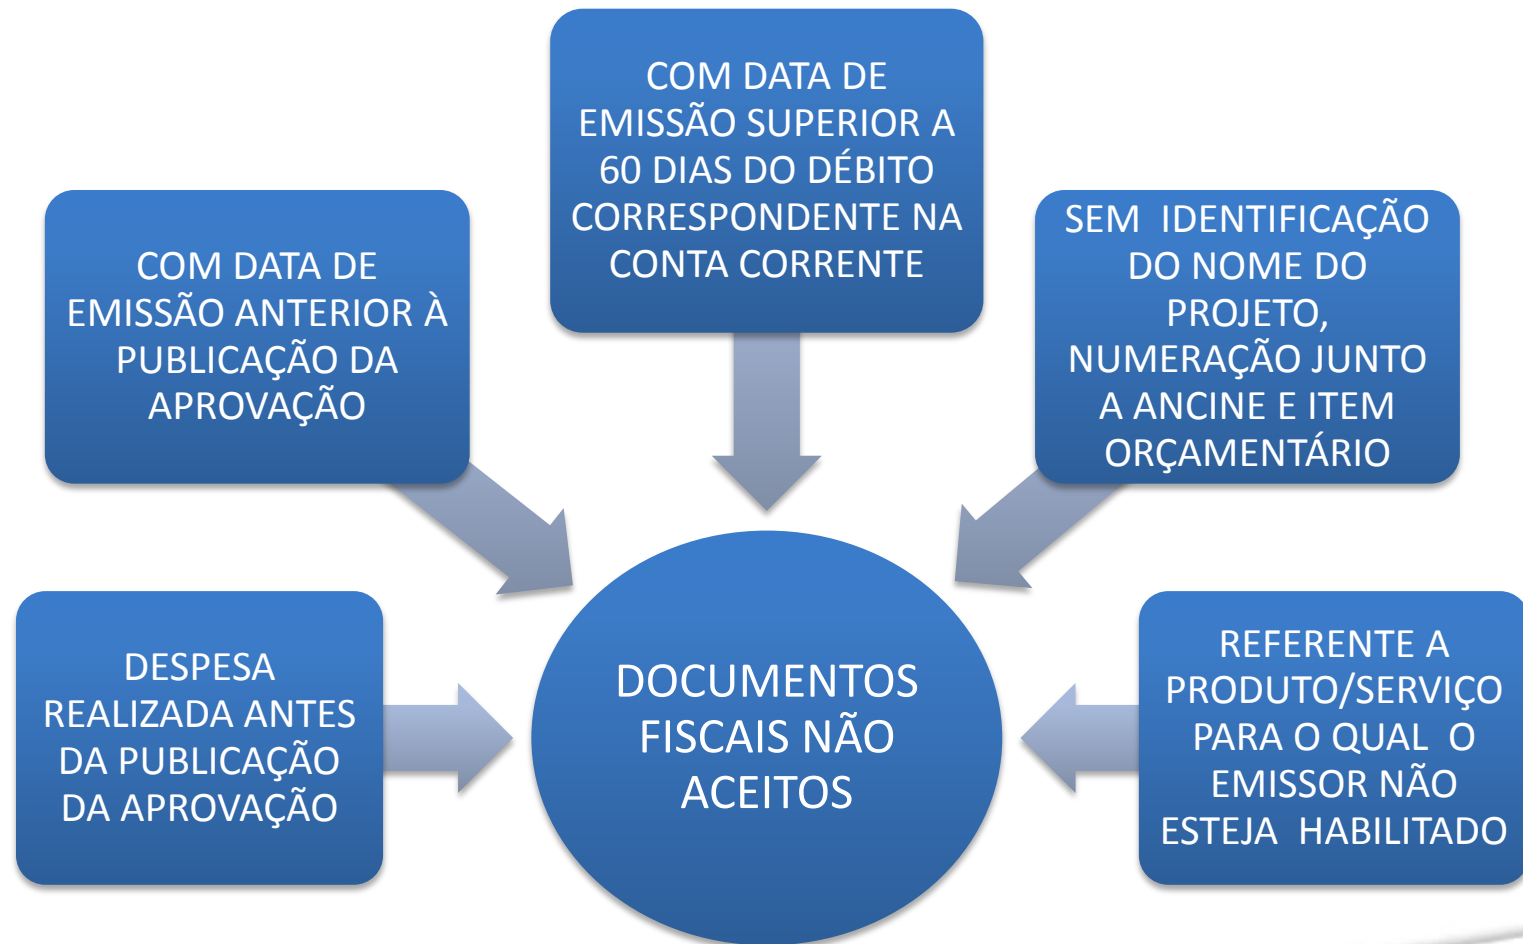 COM DATA DE
EMISSÃO SUPERIOR A
60 DIAS DO DÉBITO
CORRESPONDENTE NA
CONTA CORRENTE
COM DATA DE
EMISSÃO ANTERIOR À
PUBLICAÇÃO DA
APROVAÇÃO
SEM IDENTIFICAÇÃO
DO NOME DO
PROJETO,
NUMERAÇÃO JUNTO
A ANCINE E ITEM
ORÇAMENTÁRIO
DESPESA
REALIZADA ANTES
DA PUBLICAÇÃO
DA APROVAÇÃO
DOCUMENTOS
FISCAIS NÃO
ACEITOS
REFERENTE A
PRODUTO/SERVIÇO
PARA O QUAL O
EMISSOR NÃO
ESTEJA HABILITADO